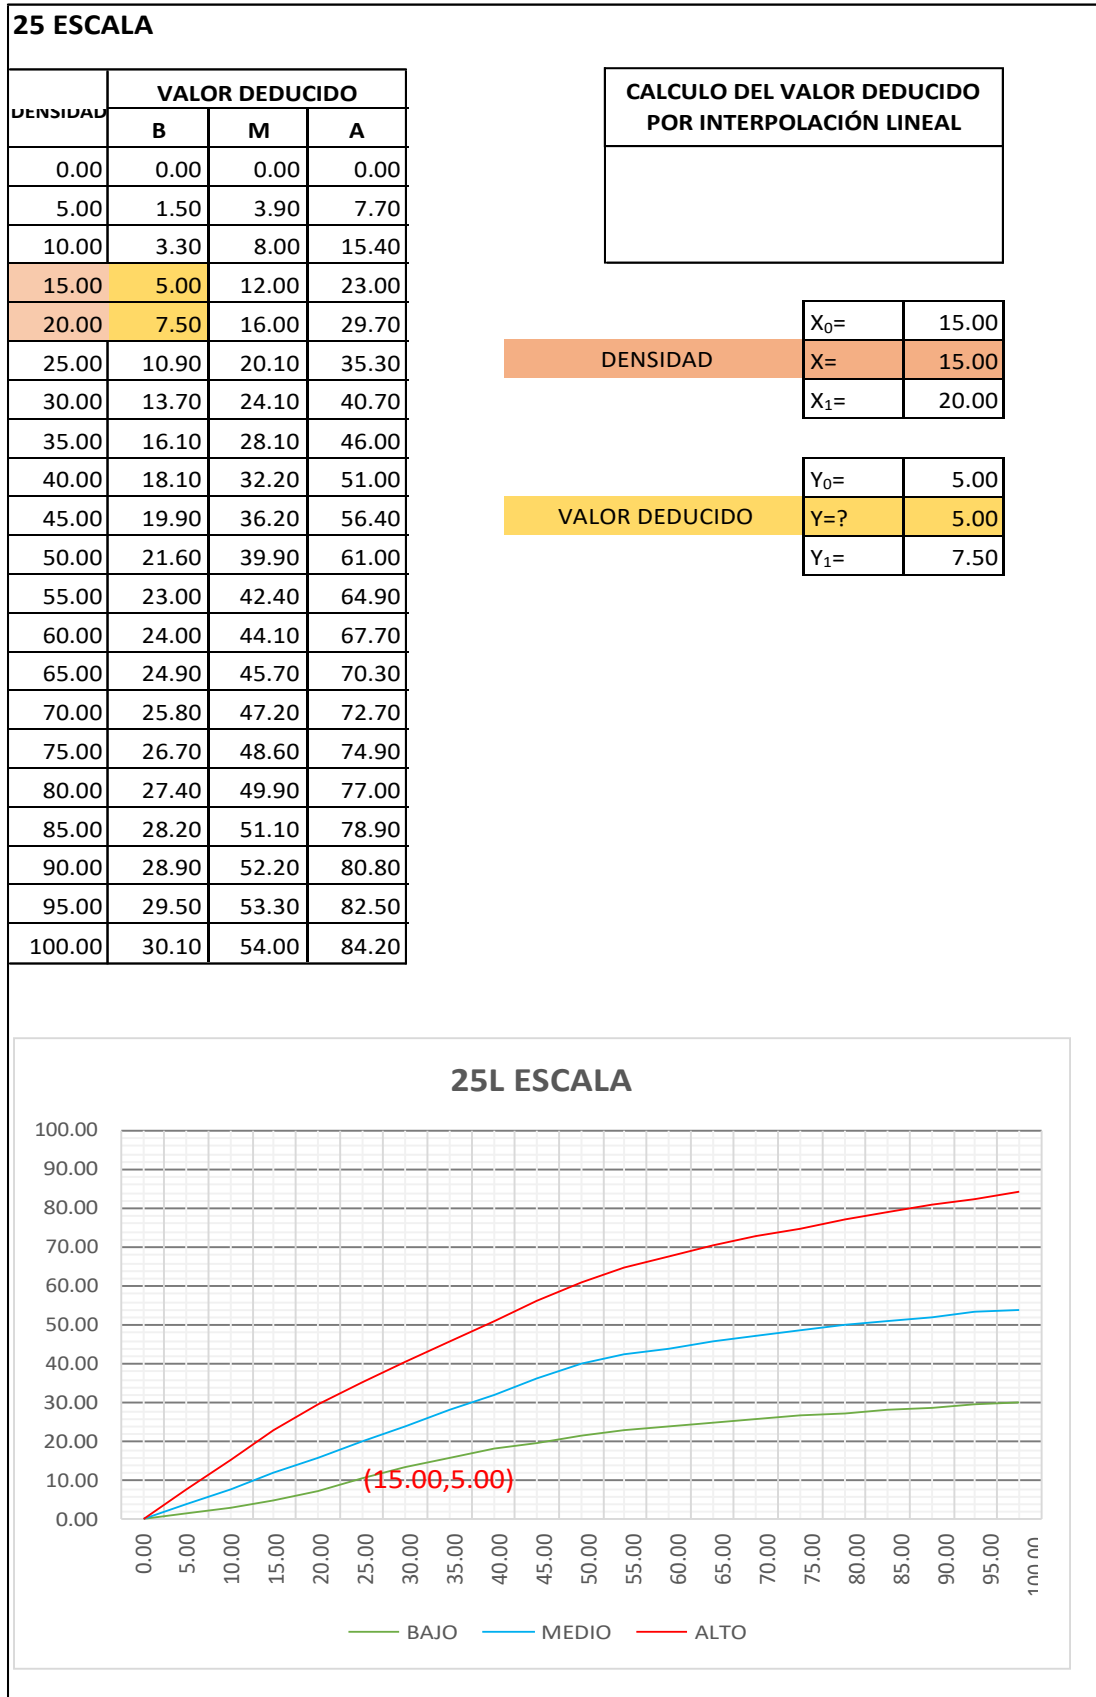 25 ESCALA
DENSIDAD VALOR DEDUCIDO
B M A
0.00 0.00 0.00 0.00
5.00 1.50 3.90 7.70
10.00 3.30 8.00 15.40
15.00 5.00 12.00 23.00
20.00 7.50 16.00 29.70
25.00 10.90 20.10 35.30
30.00 13.70 24.10 40.70
35.00 16.10 28.10 46.00
40.00 18.10 32.20 51.00
45.00 19.90 36.20 56.40
50.00 21.60 39.90 61.00
55.00 23.00 42.40 64.90
60.00 24.00 44.10 67.70
65.00 24.90 45.70 70.30
70.00 25.80 47.20 72.70
75.00 26.70 48.60 74.90
80.00 27.40 49.90 77.00
85.00 28.20 51.10 78.90
90.00 28.90 52.20 80.80
95.00 29.50 53.30 82.50
100.00 30.10 54.00 84.20
CALCULO DEL VALOR DEDUCIDO
POR INTERPOLACIÓN LINEAL
X₀= 15.00
DENSIDAD X= 15.00
X₁= 20.00
Y₀= 5.00
VALOR DEDUCIDO Y=? 5.00
Y₁= 7.50
25L ESCALA
100.00
90.00
80.00
70.00
60.00
50.00
40.00
30.00
20.00
10.00
0.00
(15.00,5.00)
0.00 5.00 10.00 15.00 20.00 25.00 30.00 35.00 40.00 45.00 50.00 55.00 60.00 65.00 70.00 75.00 80.00 85.00 90.00 95.00 100.00
BAJO MEDIO ALTO